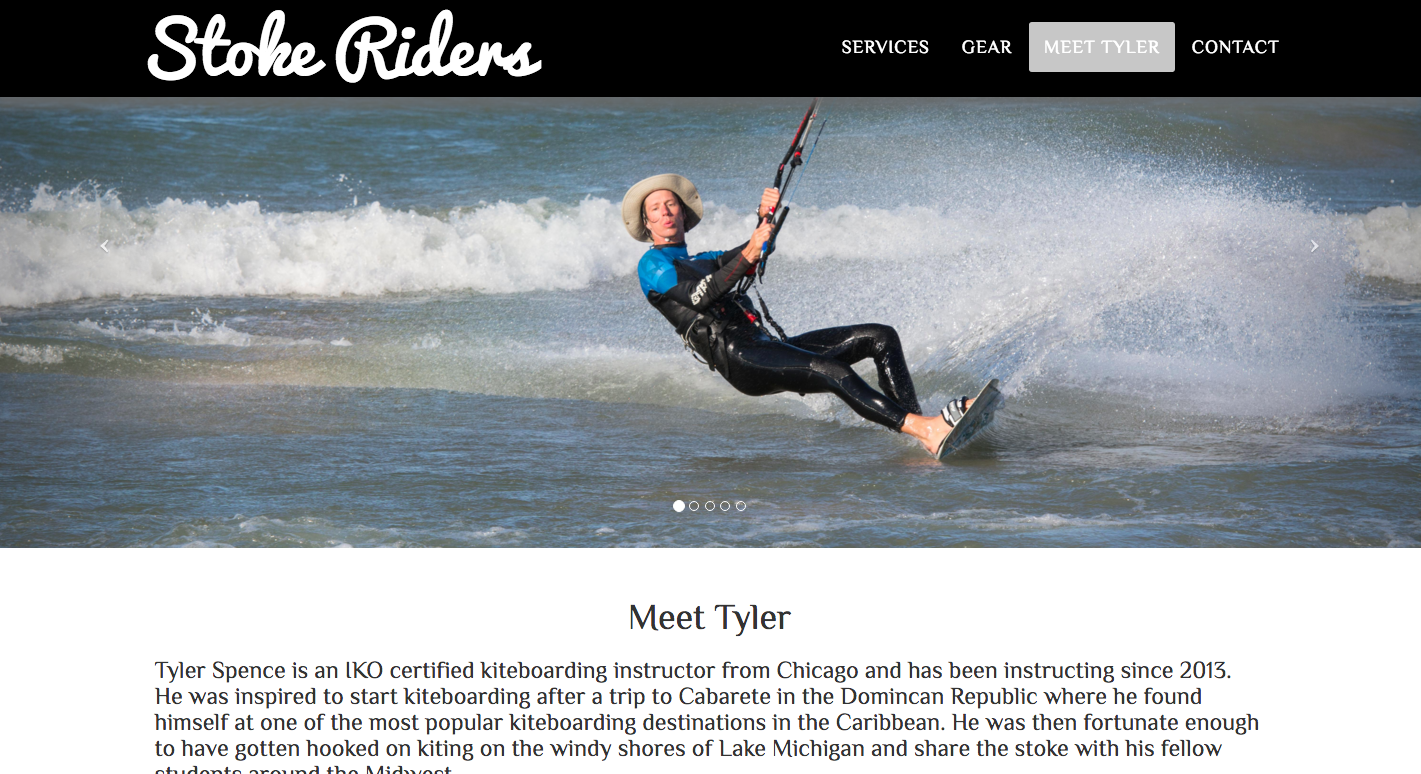 Stoke Riders
SERVICES GEAR MEET TYLER CONTACT
Meet Tyler
Tyler Spence is an IKO certified kiteboarding instructor from Chicago and has been instructing since 2013.
He was inspired to start kiteboarding after a trip to Cabarete in the Domincan Republic where he found
himself at one of the most popular kiteboarding destinations in the Caribbean. He was then fortunate enough
to have gotten hooked on kiting on the windy shores of Lake Michigan and share the stoke with his fellow
students around the Midwest.